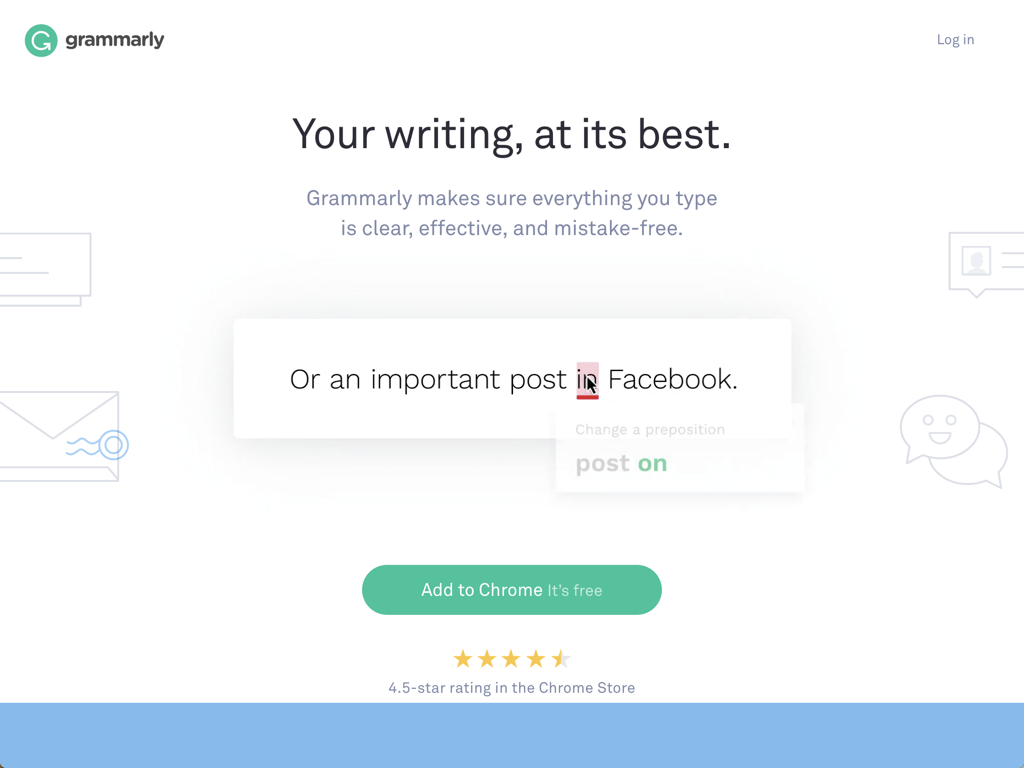 grammarly
Log in
Your writing, at its best.
Grammarly makes sure everything you type
is clear, effective, and mistake-free.
Or an important post in Facebook.
Change a preposition
post on
Add to Chrome It's free
4.5-star rating in the Chrome Store